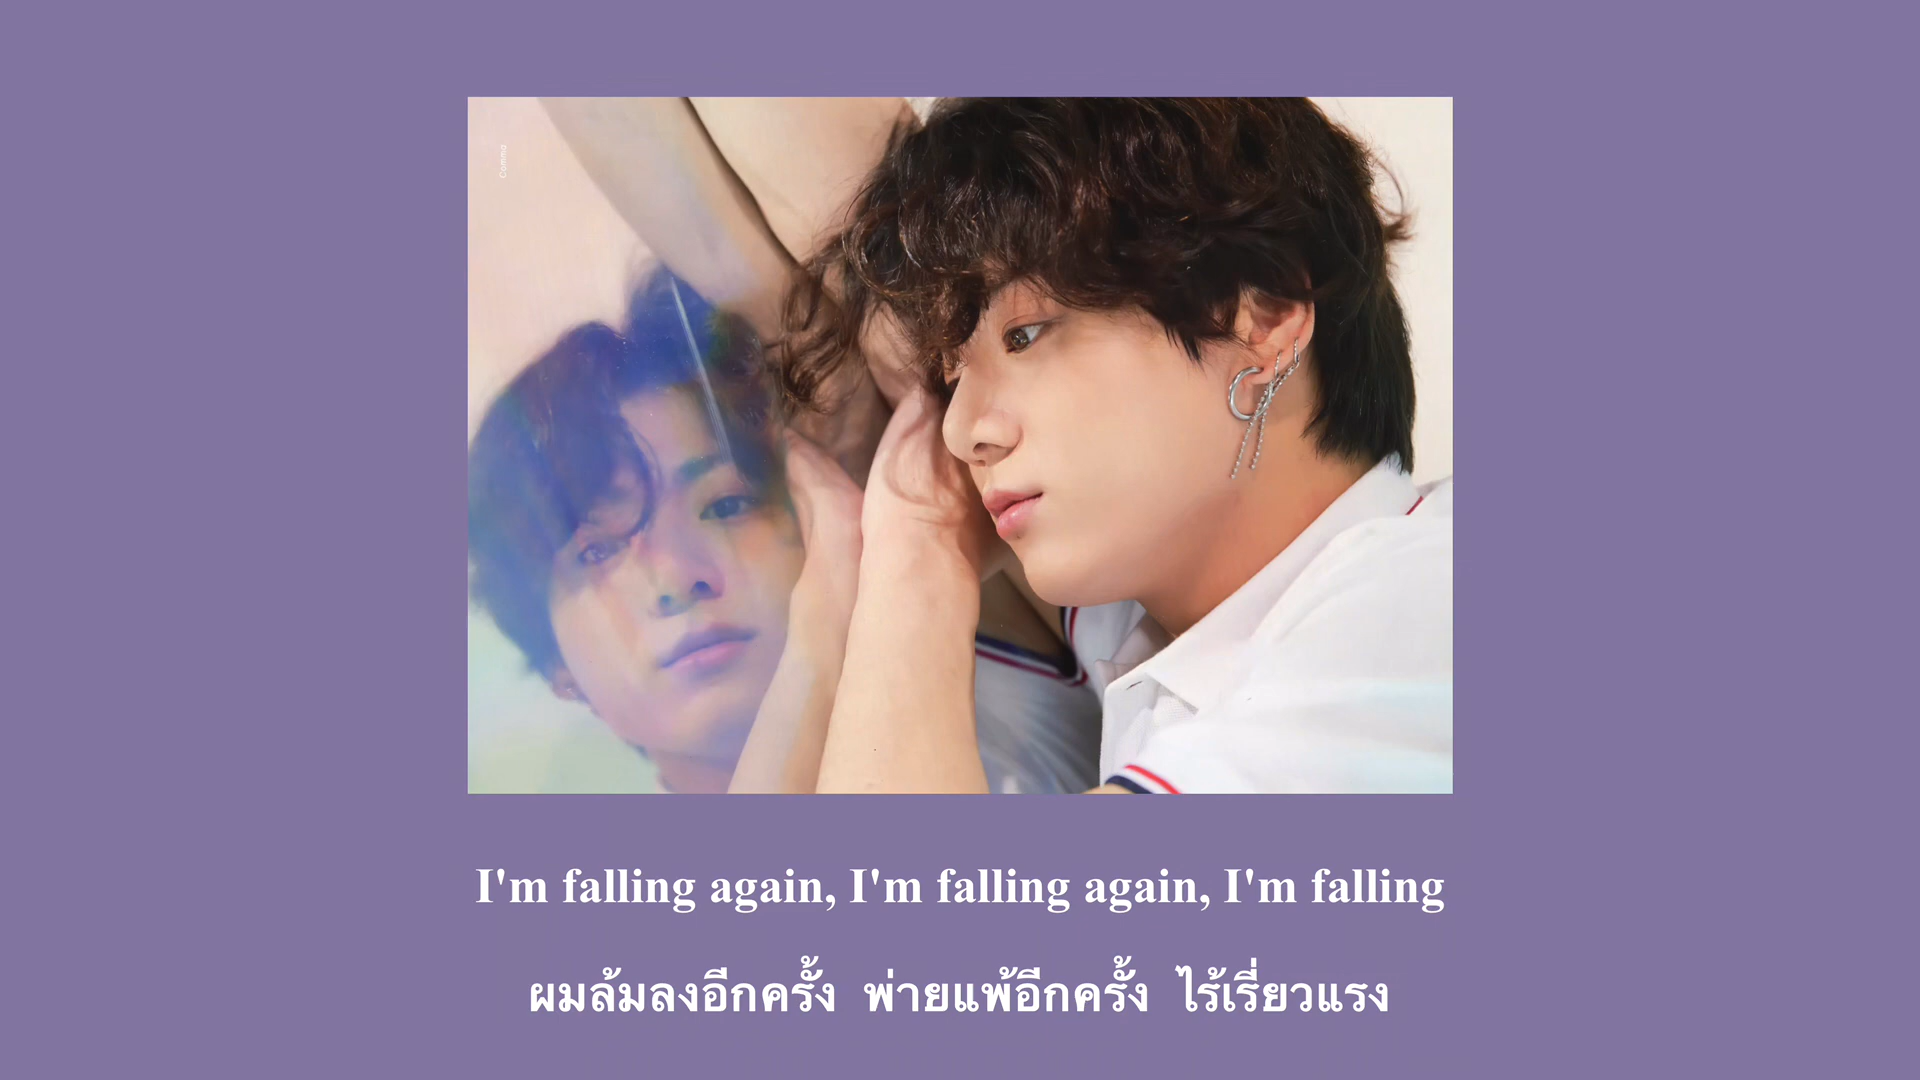 Comma
I'm falling again, I'm falling again, I'm falling
ผมล้มลงอีกครั้ง พ่ายแพ้อีกครั้ง ไร้เรี่ยวแรง